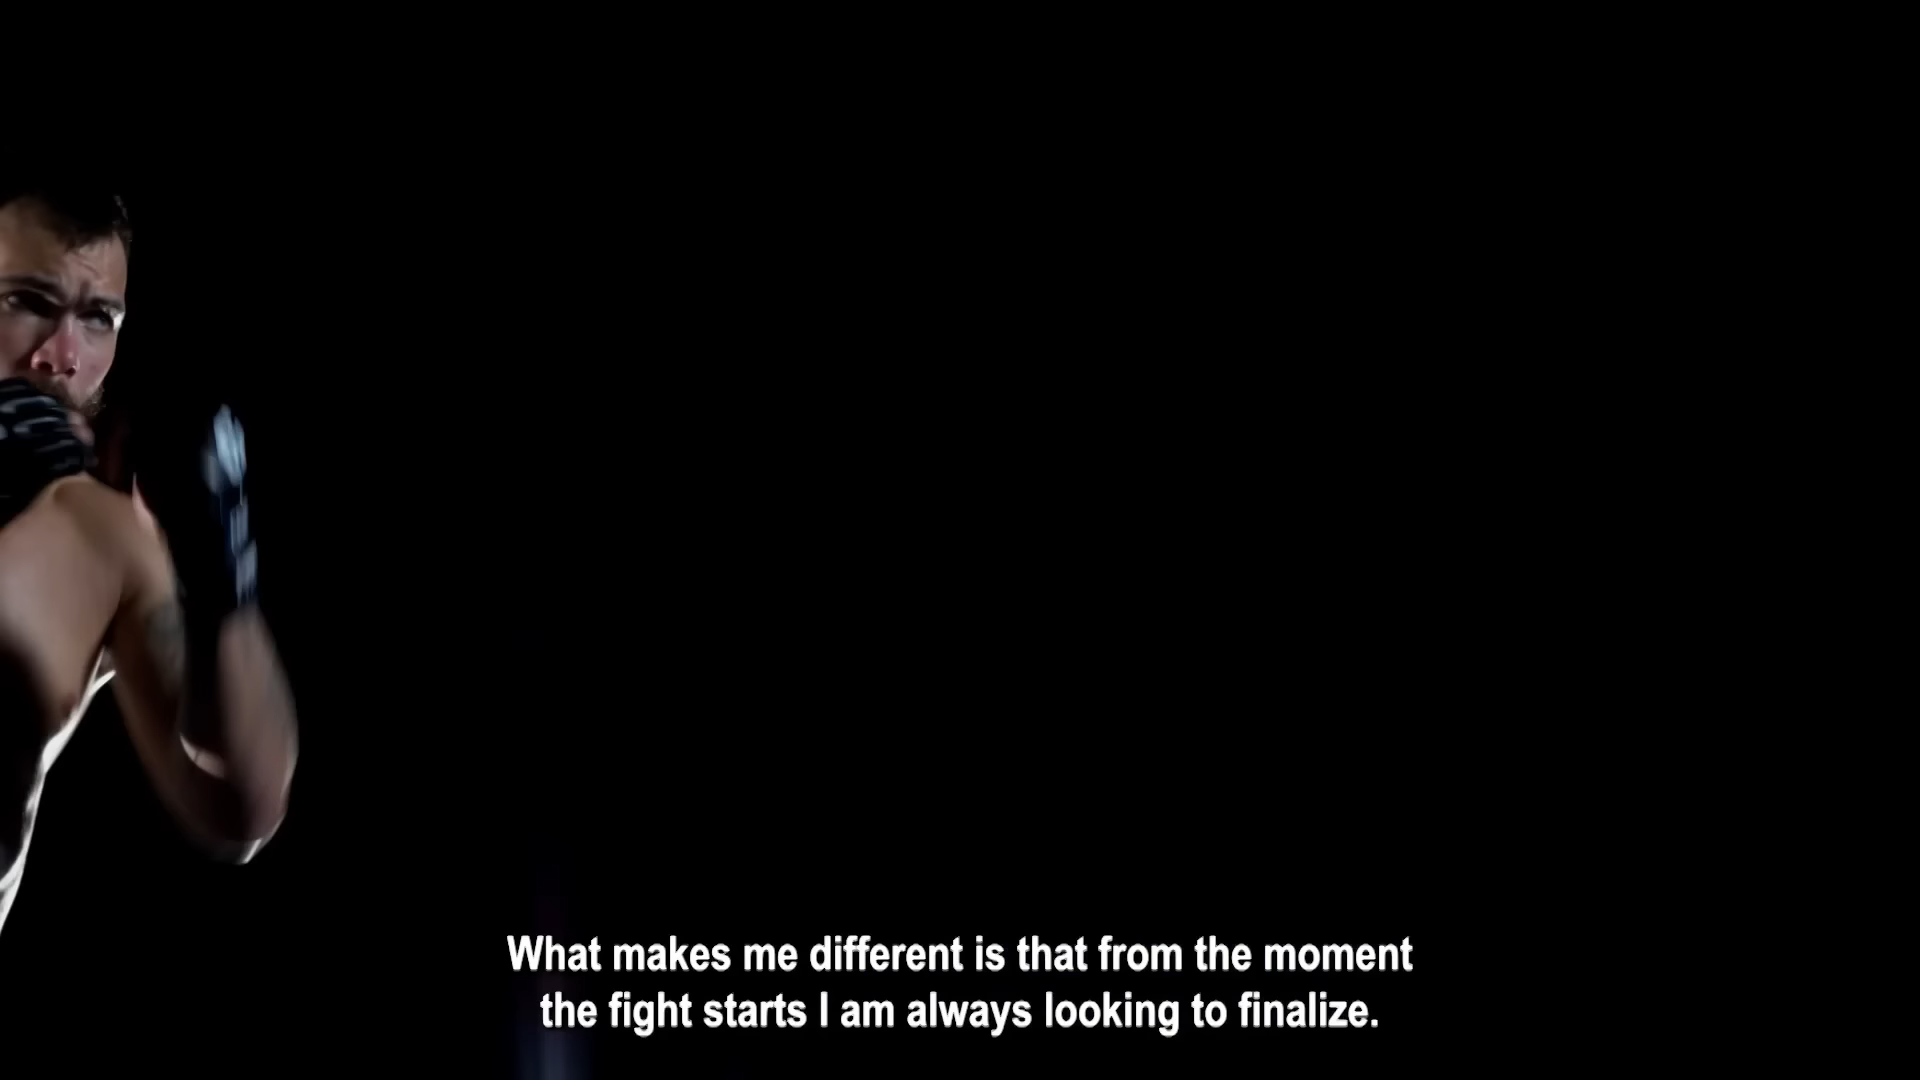 What makes me different is that from the moment
the fight starts I am always looking to finalize.